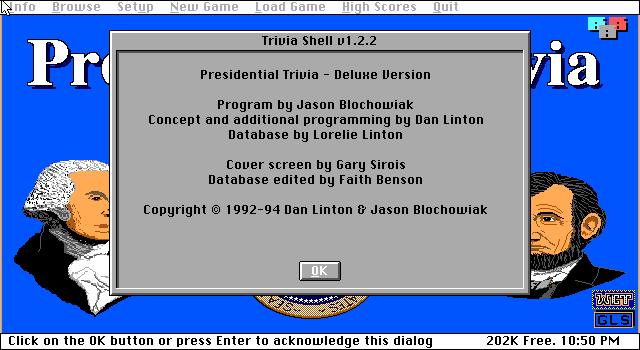 Info Browse Setup New Game Load Game High Scores Quit
Trivia Shell v1.2.2
Pre via
Presidential Trivia - Deluxe Version
Program by Jason Blochowiak
Concept and additional programming by Dan Linton
Database by Lorelie Linton
Cover screen by Gary Sirois
Database edited by Faith Benson
Copyright © 1992-94 Dan Linton & Jason Blochowiak
OK
WGT
GLS
Click on the OK button or press Enter to acknowledge this dialog 202K Free. 10:50 PM